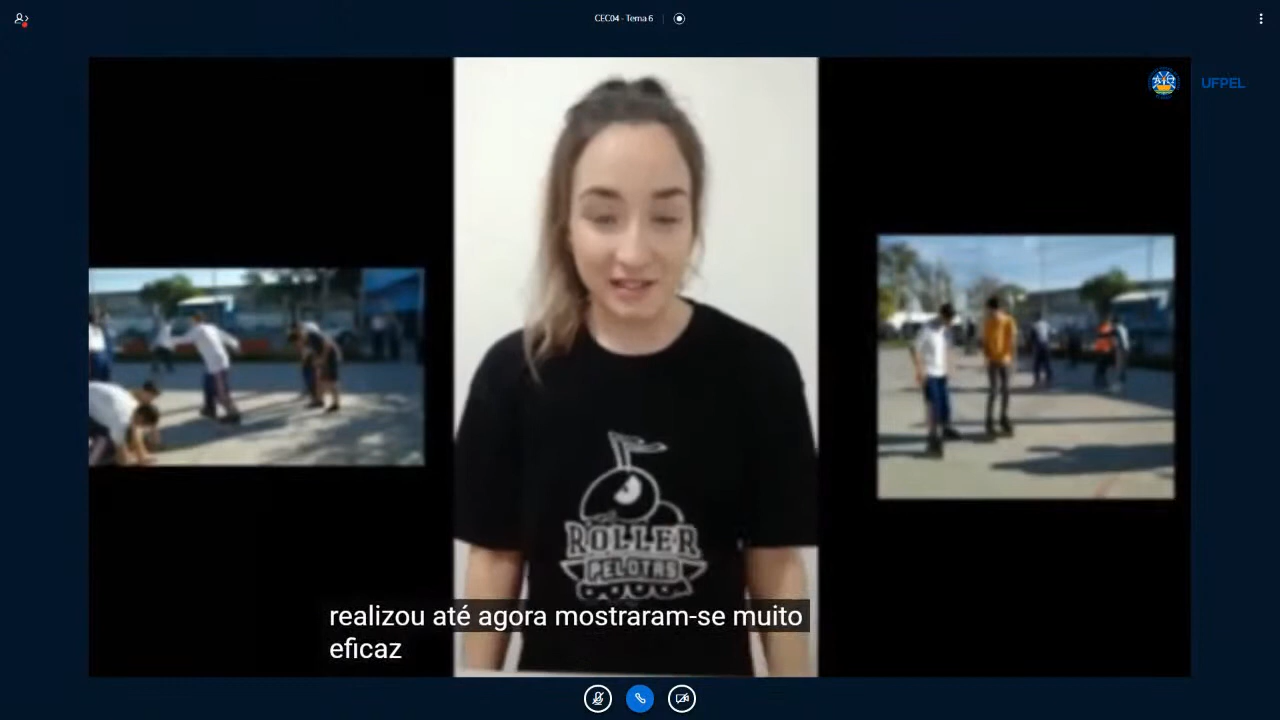 CEC04 - Tema 6
UFPEL
ROLLER
PELOTAS
realizou até agora mostraram-se muito
eficaz